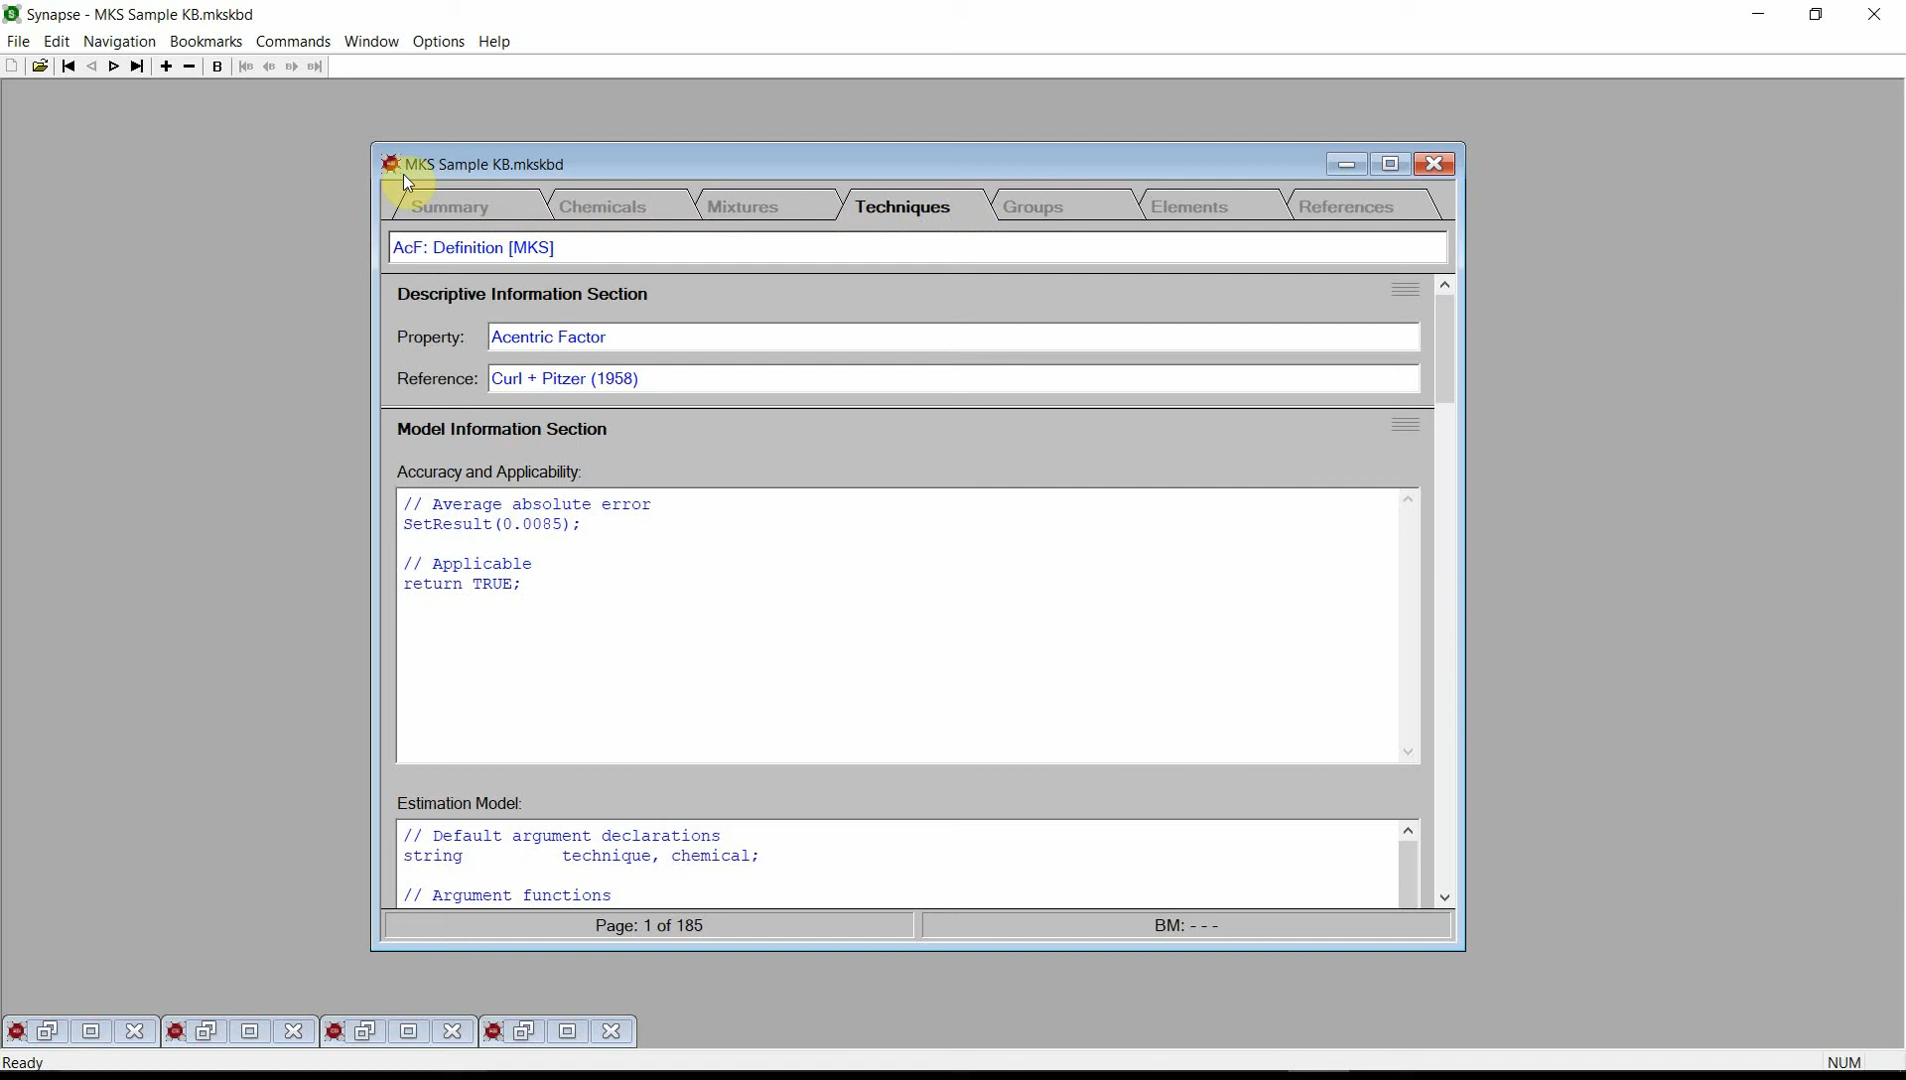 Synapse - MKS Sample KB.mkskbd
File Edit Navigation Bookmarks Commands Window Options Help
B
MKS Sample KB.mkskbd
Summary Chemicals Mixtures Techniques Groups Elements References
AcF: Definition [MKS]
Descriptive Information Section
Property: Acentric Factor
Reference: Curl + Pitzer (1958)
Model Information Section
Accuracy and Applicability:
// Average absolute error
SetResult(0.0085);
// Applicable
return TRUE;
Estimation Model:
// Default argument declarations
string technique, chemical;
// Argument functions
Page: 1 of 185 BM: - - -
Ready NUM